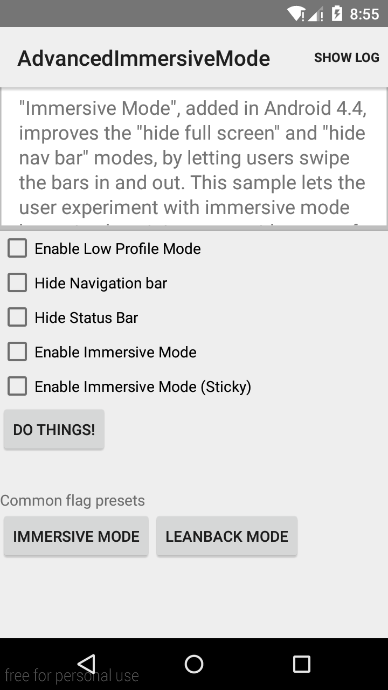 8:55
AdvancedImmersiveMode SHOW LOG
"Immersive Mode", added in Android 4.4,
improves the "hide full screen" and "hide
nav bar" modes, by letting users swipe
the bars in and out. This sample lets the
user experiment with immersive mode
Enable Low Profile Mode
Hide Navigation bar
Hide Status Bar
Enable Immersive Mode
Enable Immersive Mode (Sticky)
DO THINGS!
Common flag presets
IMMERSIVE MODE LEANBACK MODE
free for personal use